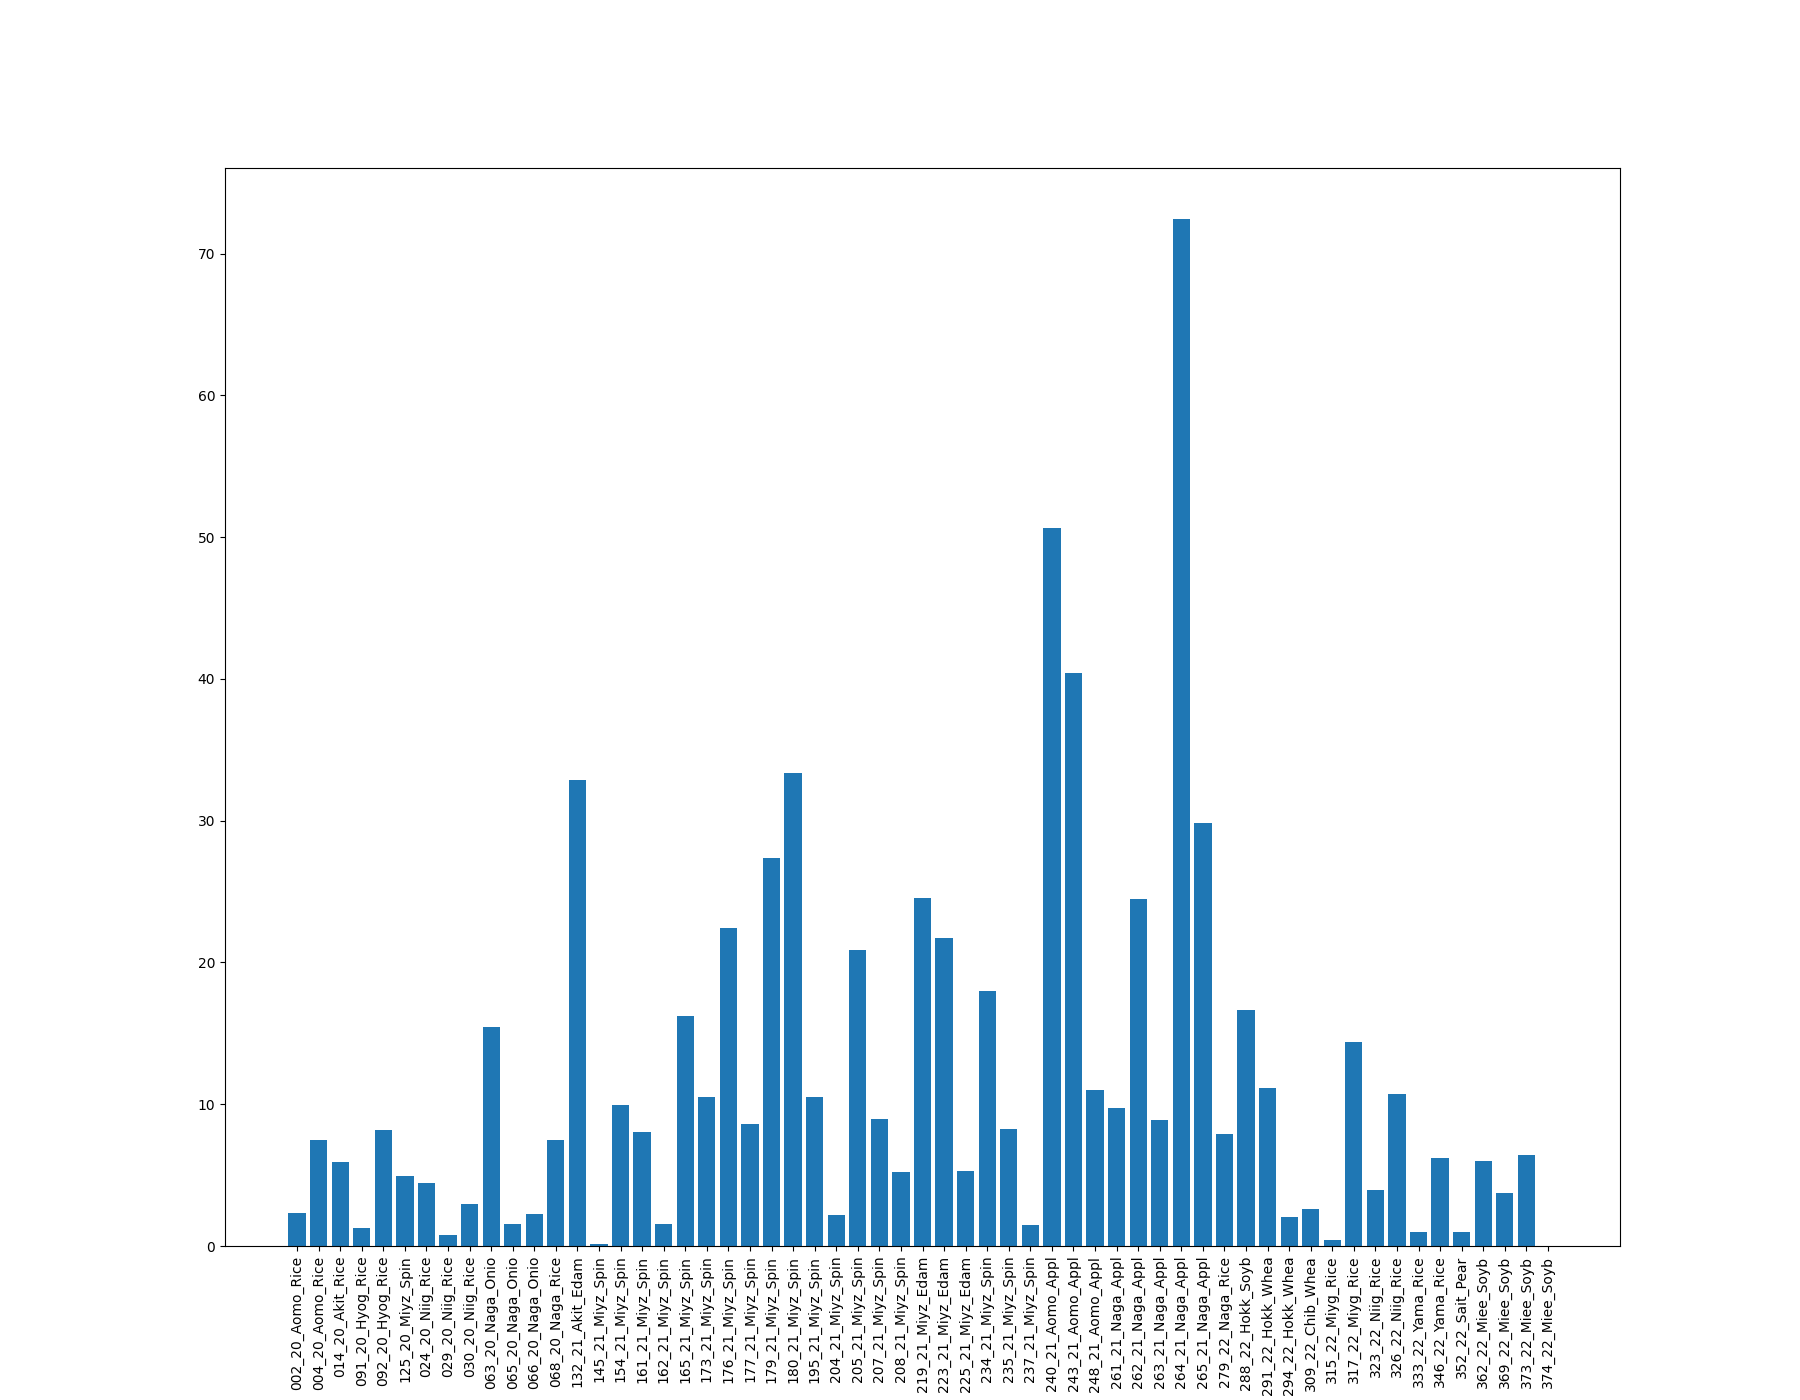 70
60
50
40
30
20
10
0
002_20_Aomo_Rice
004_20_Aomo_Rice
014_20_Akit_Rice
091_20_Hyog_Rice
092_20_Hyog_Rice
125_20_Miyz_Spin
024_20_Niig_Rice
029_20_Niig_Rice
030_20_Niig_Rice
063_20_Naga_Onio
065_20_Naga_Onio
066_20_Naga_Onio
068_20_Naga_Rice
132_21_Akit_Edam
145_21_Miyz_Spin
154_21_Miyz_Spin
161_21_Miyz_Spin
162_21_Miyz_Spin
165_21_Miyz_Spin
173_21_Miyz_Spin
176_21_Miyz_Spin
177_21_Miyz_Spin
179_21_Miyz_Spin
180_21_Miyz_Spin
195_21_Miyz_Spin
204_21_Miyz_Spin
205_21_Miyz_Spin
207_21_Miyz_Spin
208_21_Miyz_Spin
219_21_Miyz_Edam
223_21_Miyz_Edam
225_21_Miyz_Edam
234_21_Miyz_Spin
235_21_Miyz_Spin
237_21_Miyz_Spin
240_21_Aomo_Appl
243_21_Aomo_Appl
248_21_Aomo_Appl
261_21_Naga_Appl
262_21_Naga_Appl
263_21_Naga_Appl
264_21_Naga_Appl
265_21_Naga_Appl
279_22_Naga_Rice
288_22_Hokk_Soyb
291_22_Hokk_Whea
294_22_Hokk_Whea
309_22_Chib_Whea
315_22_Miyg_Rice
317_22_Miyg_Rice
323_22_Niig_Rice
326_22_Niig_Rice
333_22_Yama_Rice
346_22_Yama_Rice
352_22_Sait_Pear
362_22_Miee_Soyb
369_22_Miee_Soyb
373_22_Miee_Soyb
374_22_Miee_Soyb